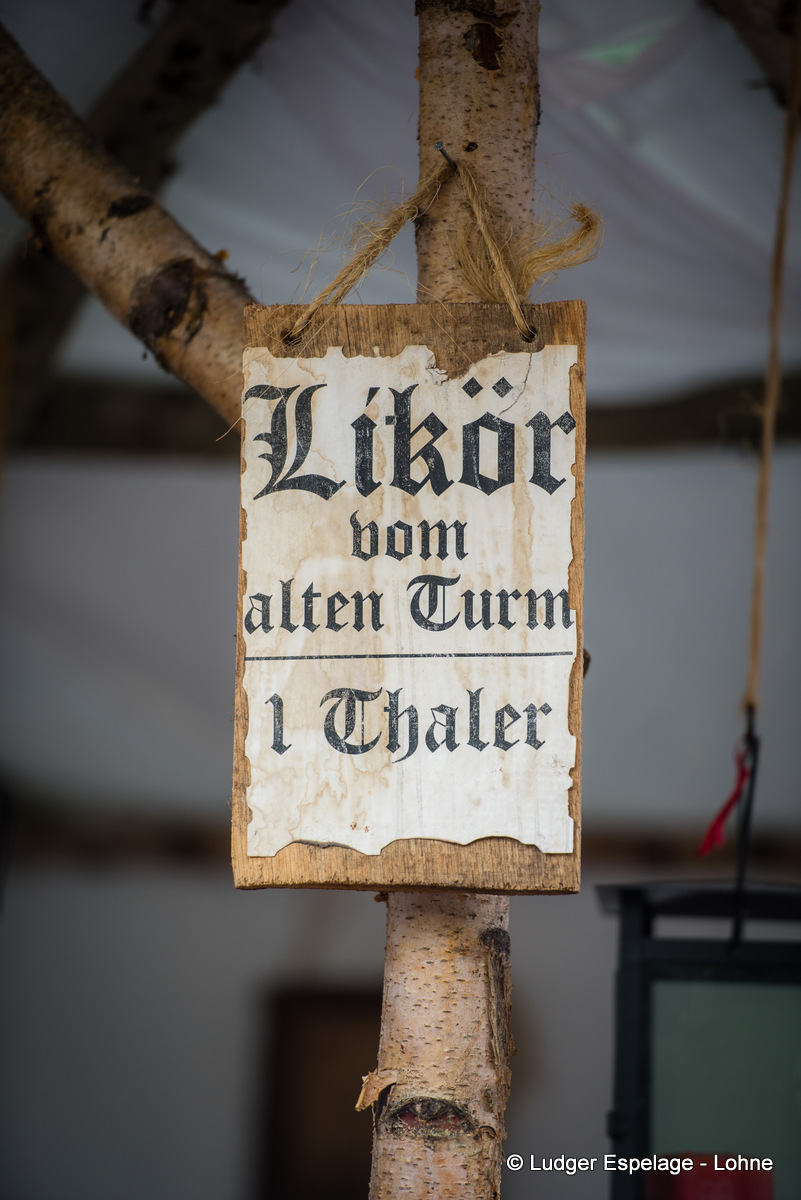 Likör
vom
alten Turm
1 Thaler
© Ludger Espelage - Lohne